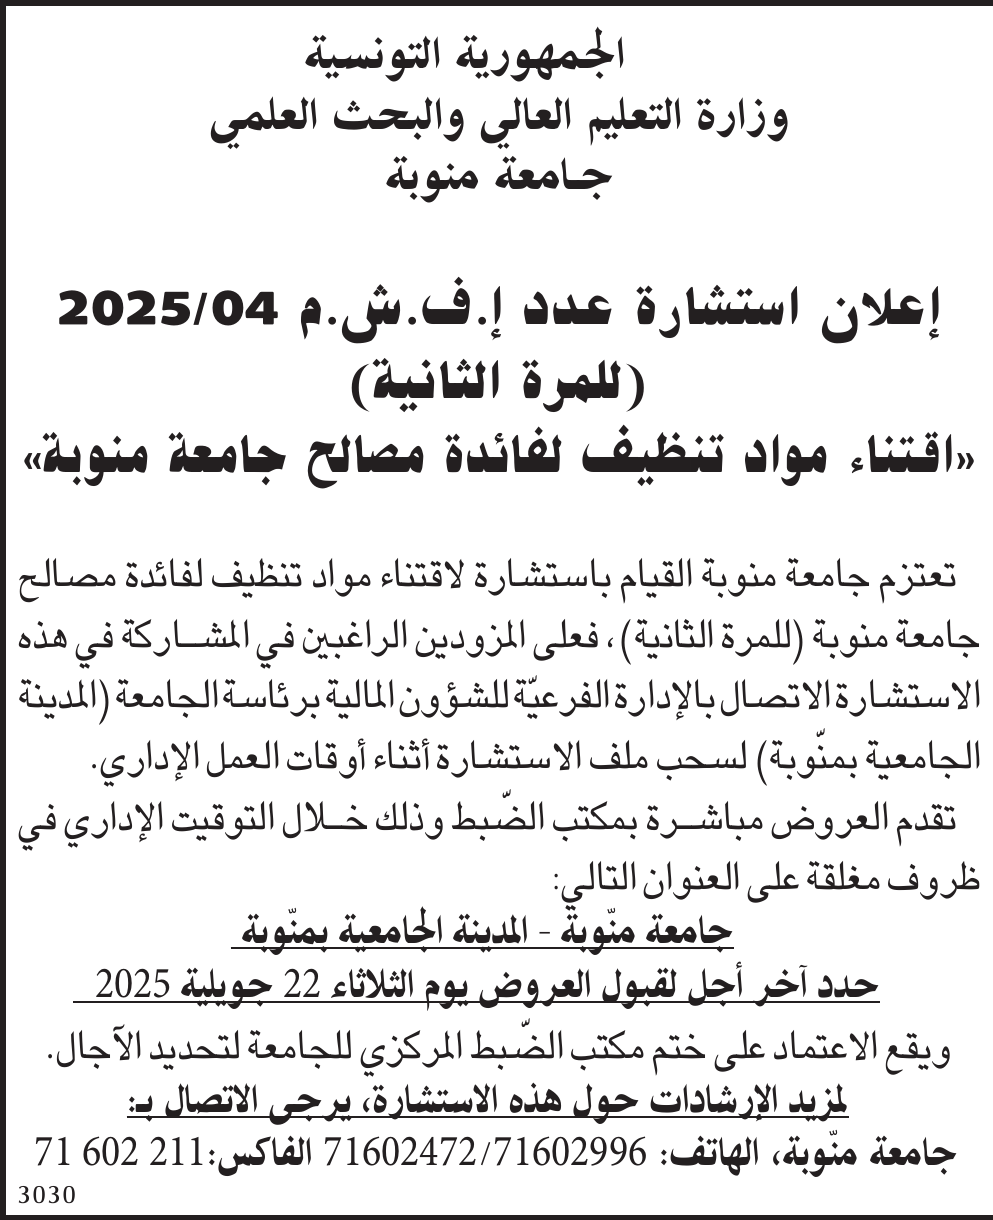 الجمهورية التونسية
وزارة التعليم العالي والبحث العلمي
جـامعة منوبة
إعلان استشارة عدد إ.ف.ش.م 2025/04
(للمرة الثانية)
«اقتناء مواد تنظيف لفائدة مصالح جامعة منوبة»
تعتزم جامعة منوبة القيام باستشارة لاقتناء مواد تنظيف لفائدة مصالح
جامعة منوبة (للمرة الثانية)، فعلى المزودين الراغبين في المشـاركة في هذه
الاستشارة الاتصال بالإدارة الفرعيّة للشؤون المالية برئاسة الجامعة (المدينة
الجامعية بمنّوبة) لسحب ملف الاستشارة أثناء أوقات العمل الإداري.
تقدم العروض مباشـرة بمكتب الضّبط وذلك خـلال التوقيت الإداري في
ظروف مغلقة على العنوان التالي:
جامعة منّوبة - المدينة الجامعية بمنّوبة
حدد آخر أجل لقبول العروض يوم الثلاثاء 22 جويلية 2025
ويقع الاعتماد على ختم مكتب الضّبط المركزي للجامعة لتحديد الآجال.
لمزيد الإرشادات حول هذه الاستشارة، يرجى الاتصال بـ:
جامعة منّوبة، الهاتف: 71602472/71602996 الفاكس:71 602 211
3030